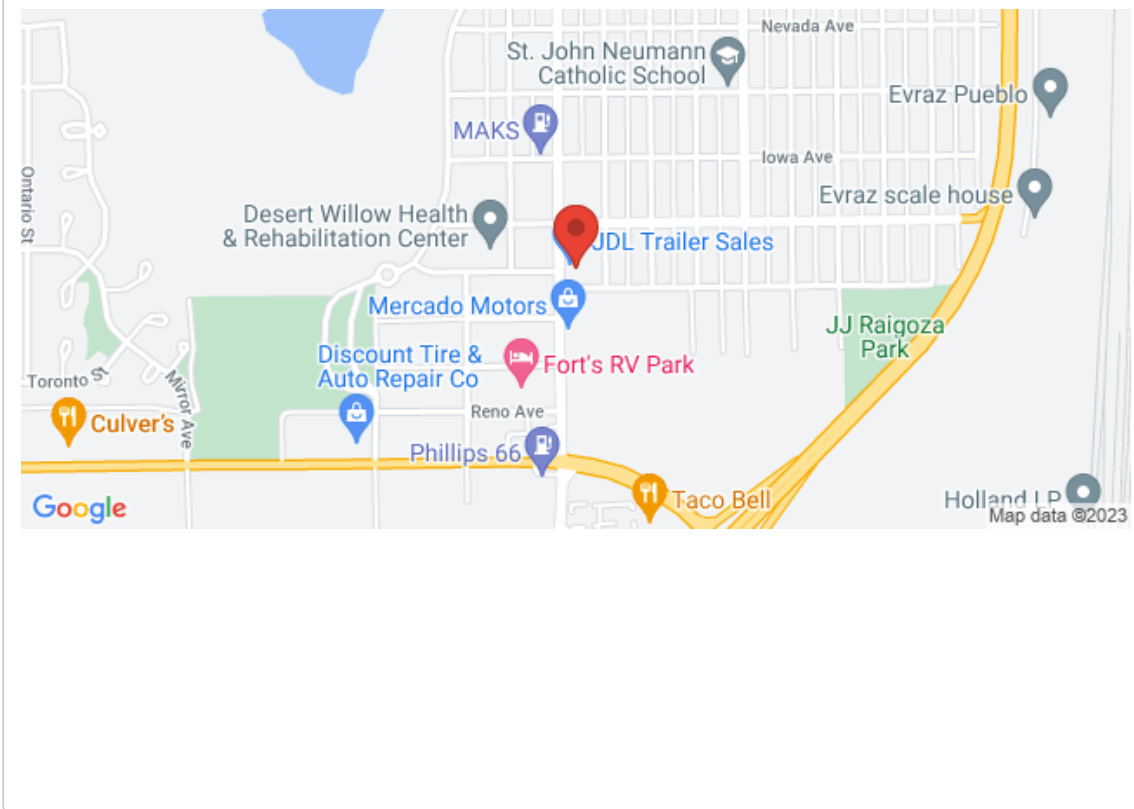 Nevada Ave
St. John Neumann
Catholic School
Evraz Pueblo
MAKS
Iowa Ave
Ontario St
Evraz scale house
Desert Willow Health
& Rehabilitation Center
JDL Trailer Sales
Mercado Motors
JJ Raigoza
Park
Discount Tire &
Auto Repair Co
Fort's RV Park
Toronto St
Mirror Ave
Culver's
Reno Ave
Phillips 66
Taco Bell
Holland LP
Google
Map data ©2023